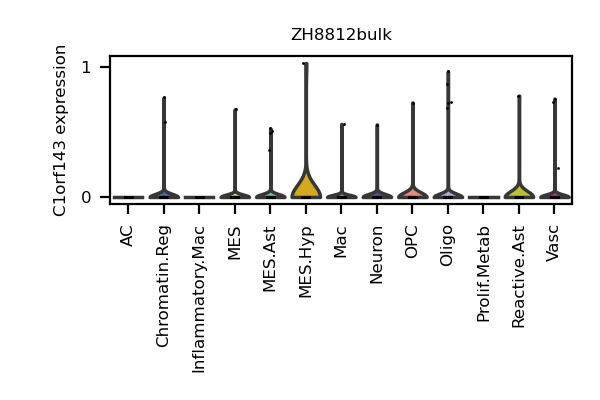 ZH8812bulk
C1orf143 expression
1
0
AC
Chromatin.Reg
Inflammatory.Mac
MES
MES.Ast
MES.Hyp
Mac
Neuron
OPC
Oligo
Prolif.Metab
Reactive.Ast
Vasc